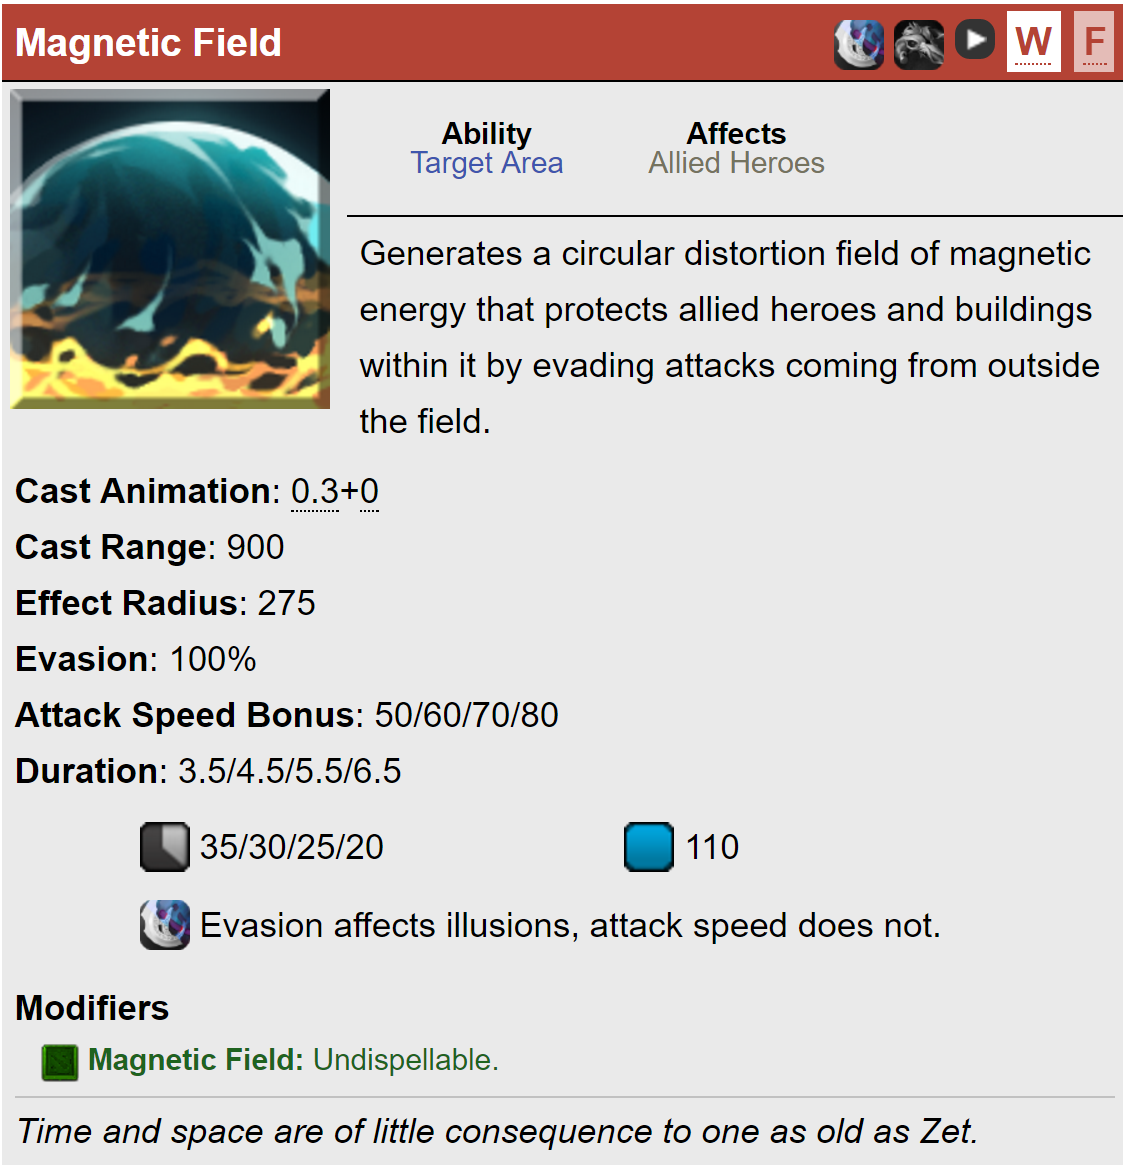 Magnetic Field
W
F
Ability
Target Area
Affects
Allied Heroes
Generates a circular distortion field of magnetic
energy that protects allied heroes and buildings
within it by evading attacks coming from outside
the field.
Cast Animation: 0.3+0
Cast Range: 900
Effect Radius: 275
Evasion: 100%
Attack Speed Bonus: 50/60/70/80
Duration: 3.5/4.5/5.5/6.5
35/30/25/20
110
Evasion affects illusions, attack speed does not.
Modifiers
Magnetic Field: Undispellable.
Time and space are of little consequence to one as old as Zet.